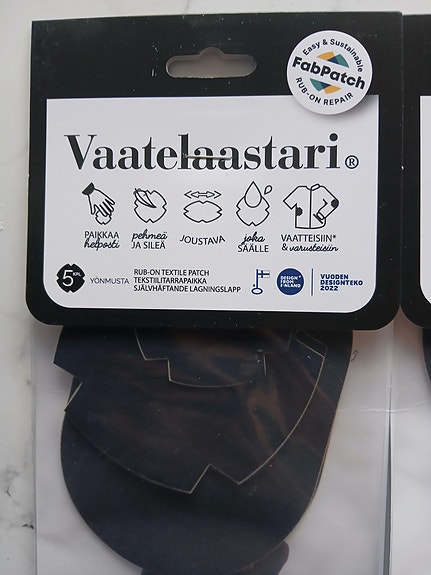 Easy & Sustainable
FabPatch
RUB-ON REPAIR
Vaatelaastari®
PAIKKAA
helposti
pehmeä
JA SILEÄ
JOUSTAVA
joka
SÄÄLLE
VAATTEISIIN*
& varusteisiin
5 KPL
YÖNMUSTA
RUB-ON TEXTILE PATCH
TEKSTIILITARRAPAIKKA
SJÄLVHÄFTANDE LAGNINGSLAPP
DESIGN
FROM
FINLAND
VUODEN
DESIGNTEKO
2022